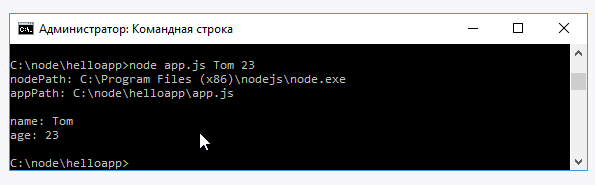 Администратор: Командная строка
C:\node\helloapp>node app.js Tom 23
nodePath: C:\Program Files (x86)\nodejs\node.exe
appPath: C:\node\helloapp\app.js
name: Tom
age: 23
C:\node\helloapp>